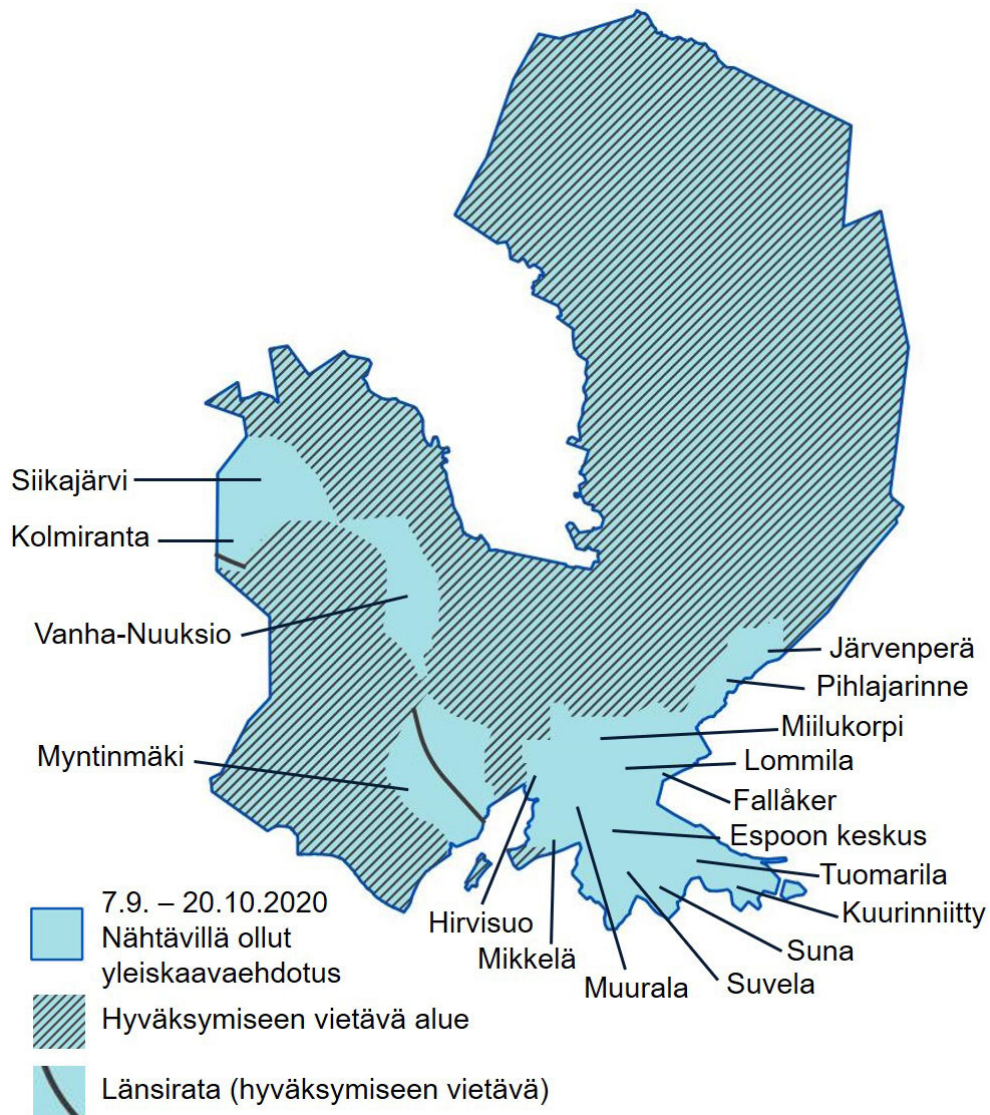 Siikajärvi
Kolmiranta
Vanha-Nuuksio
Myntinmäki
Järvenperä
Pihlajarinne
Miilukorpi
Lommila
Fallåker
Espoon keskus
Tuomarila
Kuurinniitty
Suna
Suvela
Muurala
Mikkelä
Hirvisuo
7.9. – 20.10.2020
Nähtävillä ollut
yleiskaavaehdotus
Hyväksymiseen vietävä alue
Länsirata (hyväksymiseen vietävä)